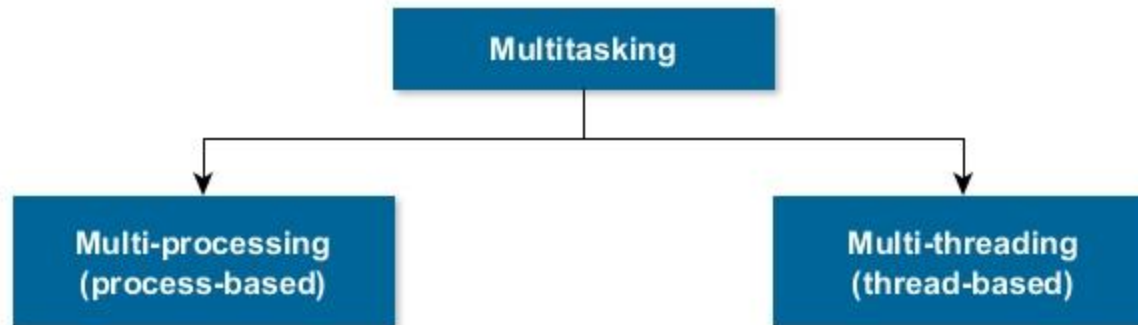 Multitasking
Multi-processing
(process-based)
Multi-threading
(thread-based)